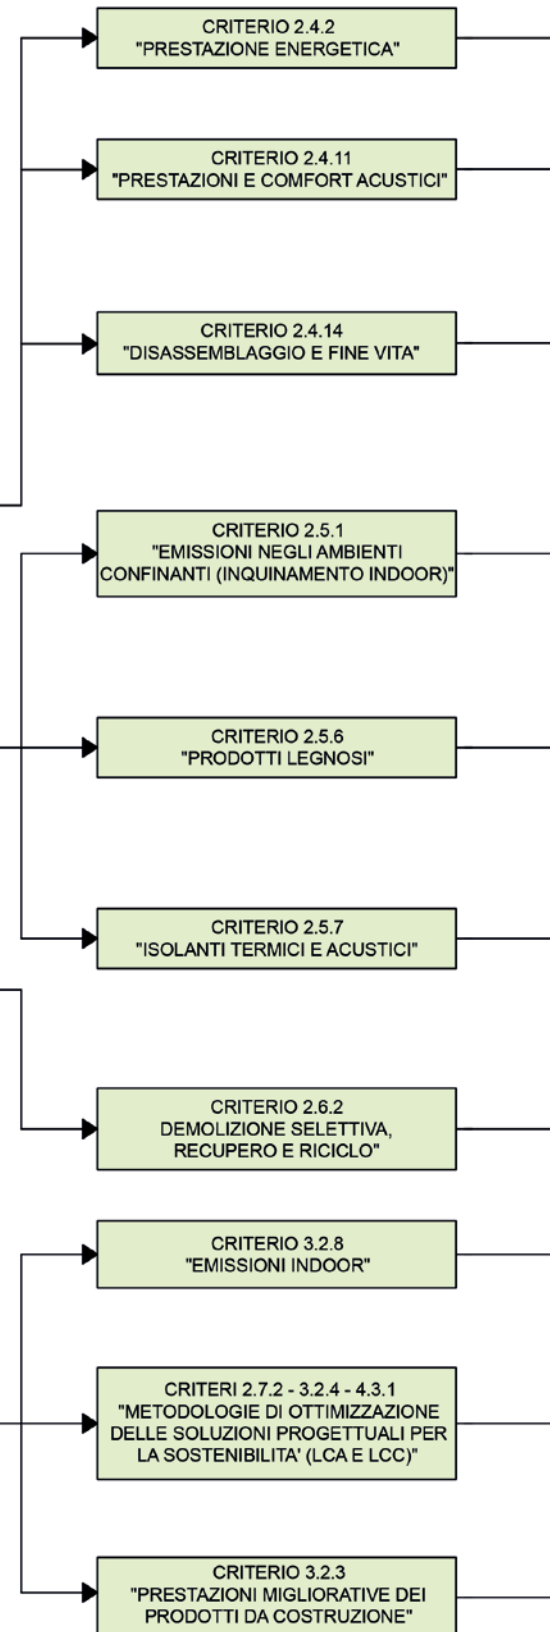 CRITERIO 2.4.2
"PRESTAZIONE ENERGETICA"
CRITERIO 2.4.11
"PRESTAZIONI E COMFORT ACUSTICI"
CRITERIO 2.4.14
"DISASSEMBLAGGIO E FINE VITA"
CRITERIO 2.5.1
"EMISSIONI NEGLI AMBIENTI
CONFINANTI (INQUINAMENTO INDOOR)"
CRITERIO 2.5.6
"PRODOTTI LEGNOSI"
CRITERIO 2.5.7
"ISOLANTI TERMICI E ACUSTICI"
CRITERIO 2.6.2
DEMOLIZIONE SELETTIVA,
RECUPERO E RICICLO"
CRITERIO 3.2.8
"EMISSIONI INDOOR"
CRITERI 2.7.2 - 3.2.4 - 4.3.1
"METODOLOGIE DI OTTIMIZZAZIONE
DELLE SOLUZIONI PROGETTUALI PER
LA SOSTENIBILITA' (LCA E LCC)"
CRITERIO 3.2.3
"PRESTAZIONI MIGLIORATIVE DEI
PRODOTTI DA COSTRUZIONE"